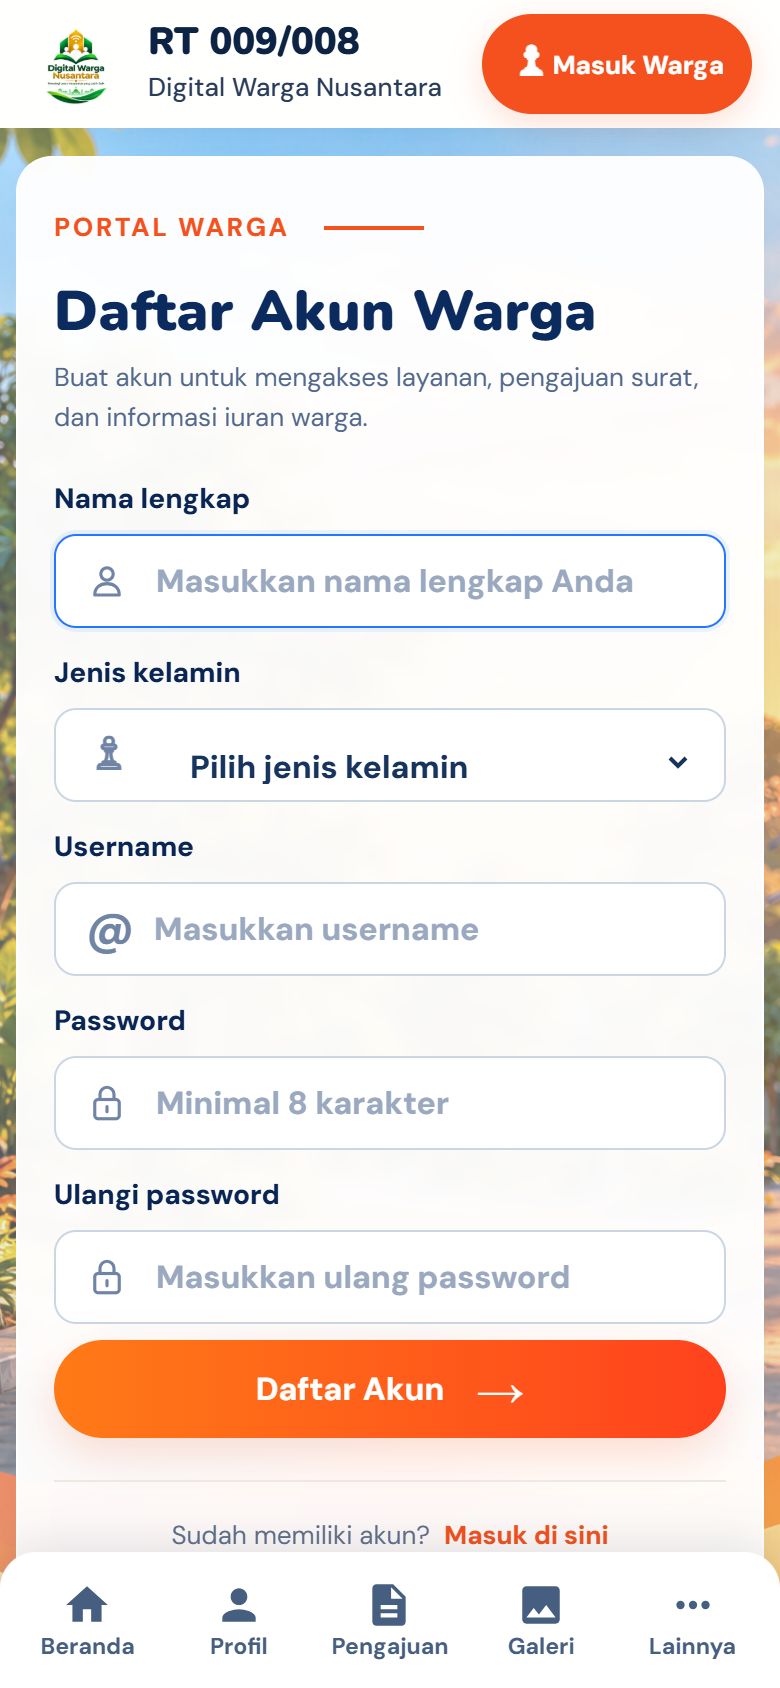 Digital Warga
Nusantara
RT 009/008
Digital Warga Nusantara
Masuk Warga
PORTAL WARGA
Daftar Akun Warga
Buat akun untuk mengakses layanan, pengajuan surat,
dan informasi iuran warga.
Nama lengkap
Masukkan nama lengkap Anda
Jenis kelamin
Pilih jenis kelamin
Username
@ Masukkan username
Password
Minimal 8 karakter
Ulangi password
Masukkan ulang password
Daftar Akun →
Sudah memiliki akun? Masuk di sini
Beranda
Profil
Pengajuan
Galeri
Lainnya